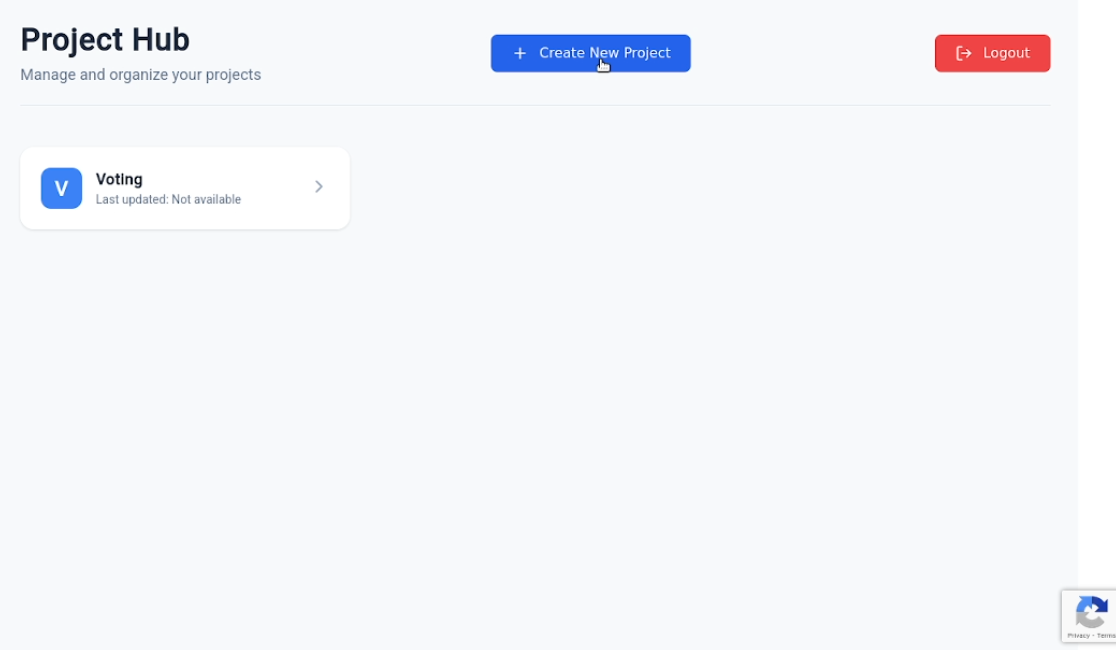 Project Hub
Manage and organize your projects
Create New Project
Logout
V
Voting
Last updated: Not available
Privacy - Terms